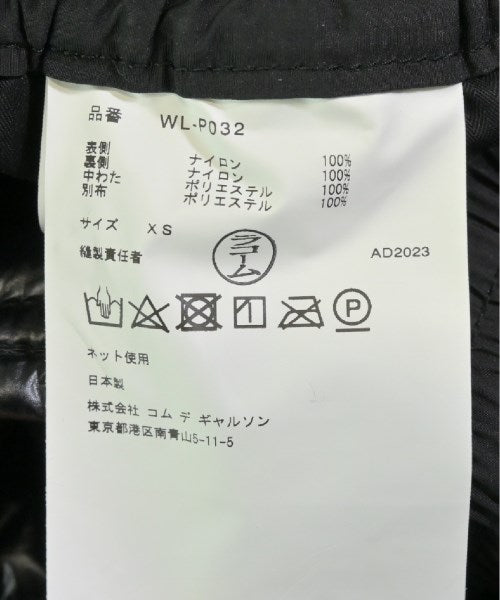 品番 WL-P032
表側 ナイロン 100%
裏側 ナイロン 100%
中わた ポリエステル 100%
別布 ポリエステル 100%
サイズ XS
縫製責任者 ラコーム AD2023
P
ネット使用
日本製
株式会社 コム デ ギャルソン
東京都港区南青山5-11-5